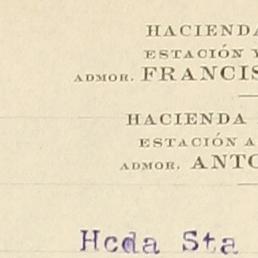 HACIENDA
ESTACIÓN Y
ADMOR. FRANCIS
HACIENDA
ESTACIÓN A
ADMOR. ANTO
Hcda Sta